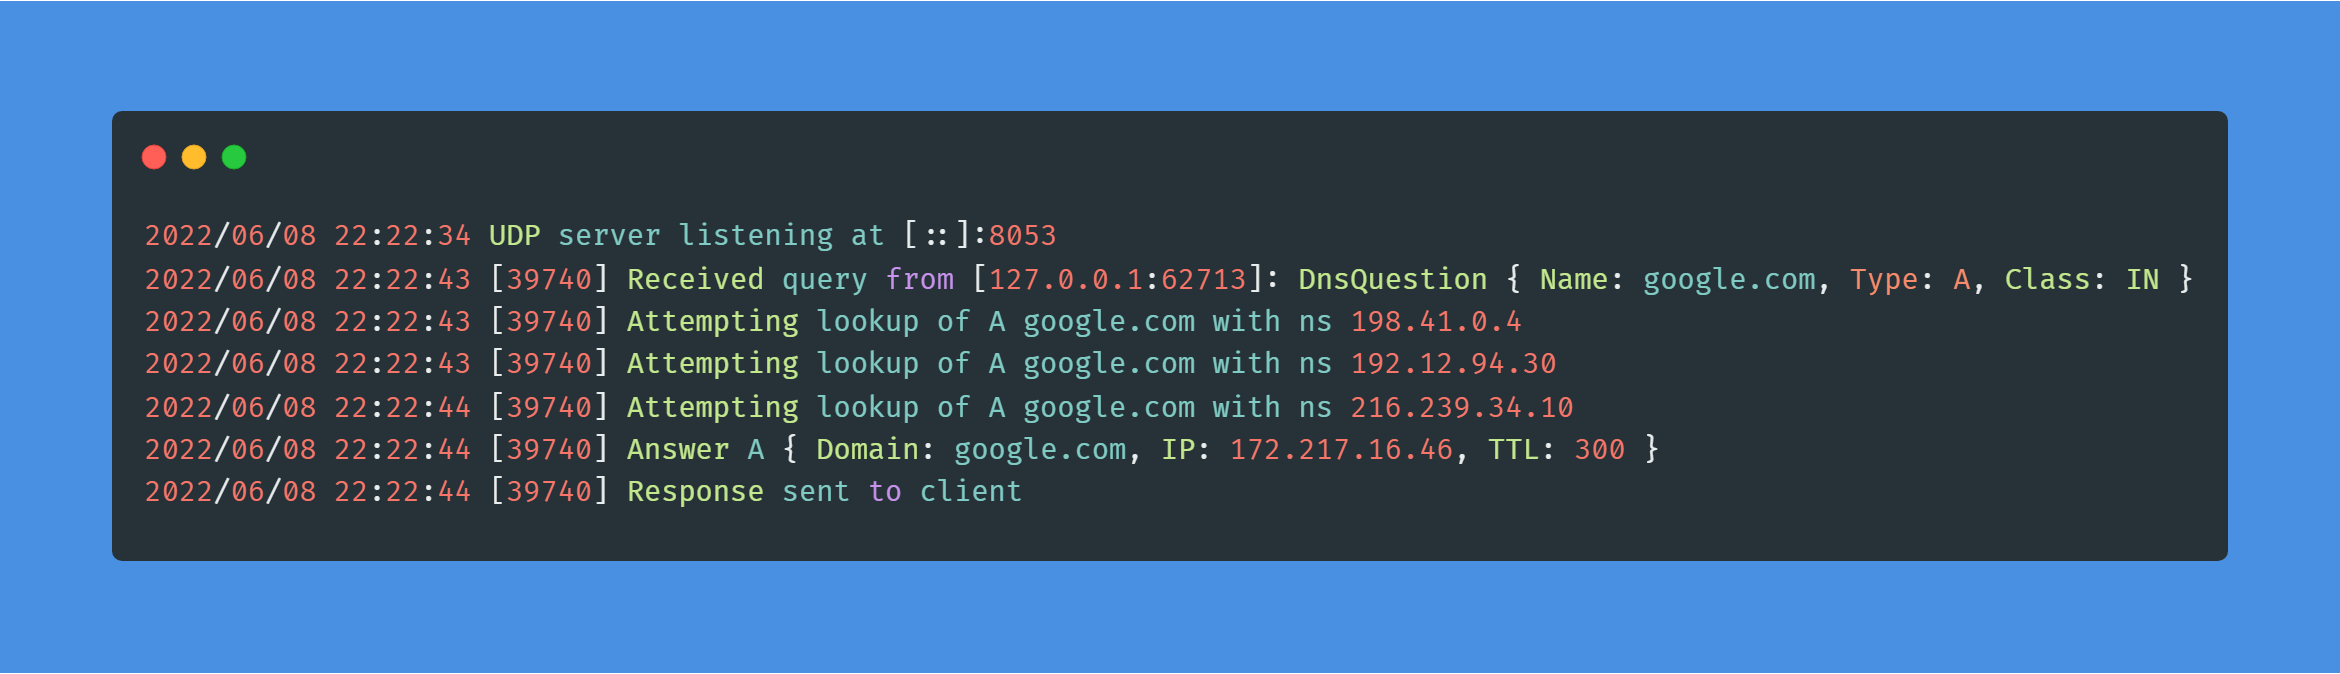 2022/06/08 22:22:34 UDP server listening at [::]:8053
2022/06/08 22:22:43 [39740] Received query from [127.0.0.1:62713]: DnsQuestion { Name: google.com, Type: A, Class: IN }
2022/06/08 22:22:43 [39740] Attempting lookup of A google.com with ns 198.41.0.4
2022/06/08 22:22:43 [39740] Attempting lookup of A google.com with ns 192.12.94.30
2022/06/08 22:22:44 [39740] Attempting lookup of A google.com with ns 216.239.34.10
2022/06/08 22:22:44 [39740] Answer A { Domain: google.com, IP: 172.217.16.46, TTL: 300 }
2022/06/08 22:22:44 [39740] Response sent to client